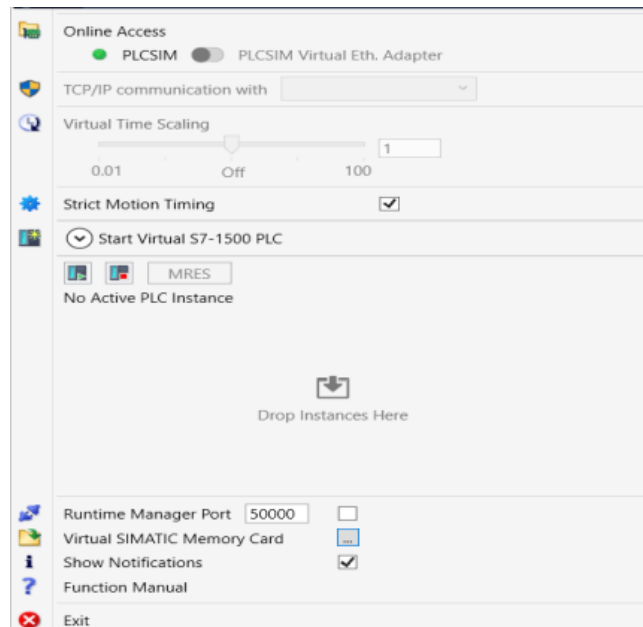 Online Access
PLCSIM PLCSIM Virtual Eth. Adapter
TCP/IP communication with
Virtual Time Scaling
1
0.01 Off 100
Strict Motion Timing
Start Virtual S7-1500 PLC
MRES
No Active PLC Instance
Drop Instances Here
Runtime Manager Port 50000
Virtual SIMATIC Memory Card ...
Show Notifications
Function Manual
Exit